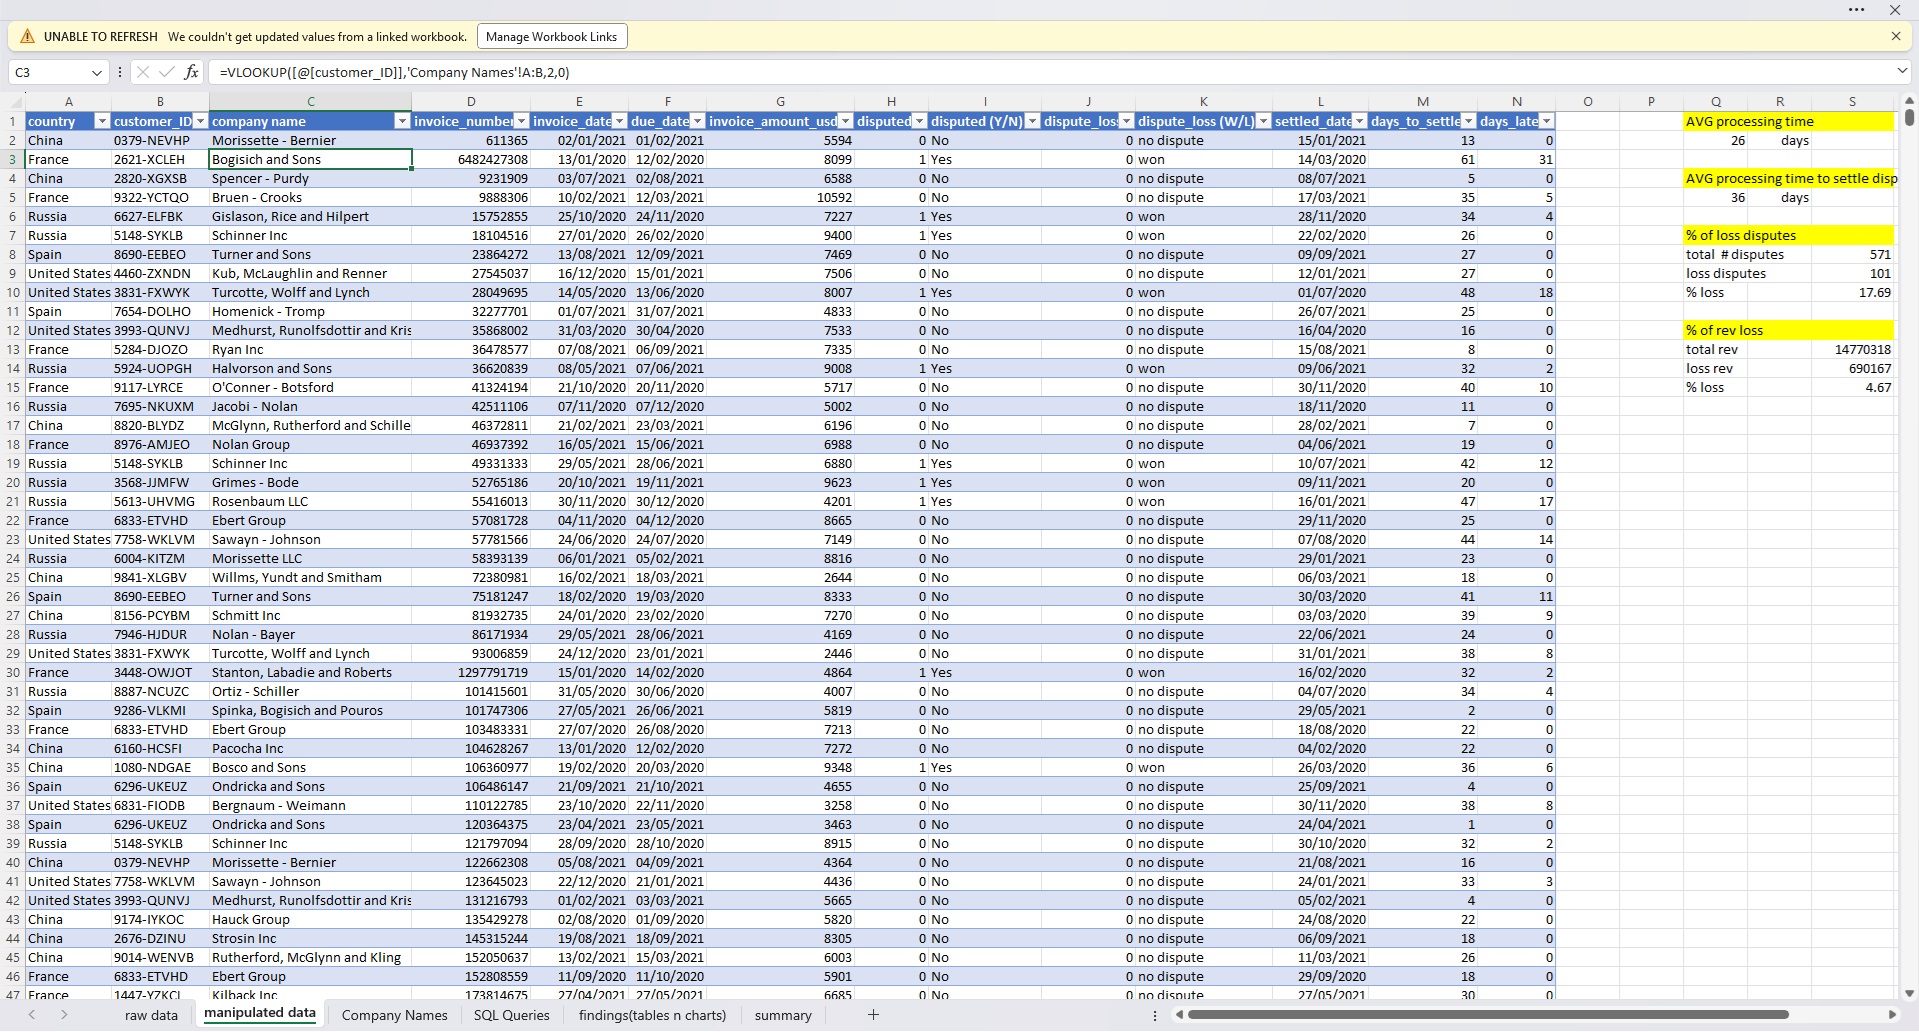 UNABLE TO REFRESH We couldn't get updated values from a linked workbook. Manage Workbook Links
C3 fx =VLOOKUP([@[customer_ID]],'Company Names'!A:B,2,0)
A B C D E F G H I J K L M N O P Q R S
1 country customer_ID company name invoice_number invoice_date due_date invoice_amount_usd disputed disputed (Y/N) dispute_los dispute_loss (W/L) settled_date days_to_settle days_late AVG processing time
2 China 0379-NEVHP Morissette - Bernier 611365 02/01/2021 01/02/2021 5594 0 No 0 no dispute 15/01/2021 13 0 26 days
3 France 2621-XCLEH Bogisich and Sons 6482427308 13/01/2020 12/02/2020 8099 1 Yes 0 won 14/03/2020 61 31
4 China 2820-XGXSB Spencer - Purdy 9231909 03/07/2021 02/08/2021 6588 0 No 0 no dispute 08/07/2021 5 0 AVG processing time to settle disp
5 France 9322-YCTQO Bruen - Crooks 9888306 10/02/2021 12/03/2021 10592 0 No 0 no dispute 17/03/2021 35 5 36 days
6 Russia 6627-ELFBK Gislason, Rice and Hilpert 15752855 25/10/2020 24/11/2020 7227 1 Yes 0 won 28/11/2020 34 4
7 Russia 5148-SYKLB Schinner Inc 18104516 27/01/2020 26/02/2020 9400 1 Yes 0 won 22/02/2020 26 0 % of loss disputes
8 Spain 8690-EEBEO Turner and Sons 23864272 13/08/2021 12/09/2021 7469 0 No 0 no dispute 09/09/2021 27 0 total # disputes 571
9 United States 4460-ZXNDN Kub, McLaughlin and Renner 27545037 16/12/2020 15/01/2021 7506 0 No 0 no dispute 12/01/2021 27 0 loss disputes 101
10 United States 3831-FXWYK Turcotte, Wolff and Lynch 28049695 14/05/2020 13/06/2020 8007 1 Yes 0 won 01/07/2020 48 18 % loss 17.69
11 Spain 7654-DOLHO Homenick - Tromp 32277701 01/07/2021 31/07/2021 4833 0 No 0 no dispute 26/07/2021 25 0
12 United States 3993-QUNVJ Medhurst, Runolfsdottir and Kris 35868002 31/03/2020 30/04/2020 7533 0 No 0 no dispute 16/04/2020 16 0 % of rev loss
13 France 5284-DJOZO Ryan Inc 36478577 07/08/2021 06/09/2021 7335 0 No 0 no dispute 15/08/2021 8 0 total rev 14770318
14 Russia 5924-UOPGH Halvorson and Sons 36620839 08/05/2021 07/06/2021 9008 1 Yes 0 won 09/06/2021 32 2 loss rev 690167
15 France 9117-LYRCE O'Conner - Botsford 41324194 21/10/2020 20/11/2020 5717 0 No 0 no dispute 30/11/2020 40 10 % loss 4.67
16 Russia 7695-NKUXM Jacobi - Nolan 42511106 07/11/2020 07/12/2020 5002 0 No 0 no dispute 18/11/2020 11 0
17 China 8820-BLYDZ McGlynn, Rutherford and Schille 46372811 21/02/2021 23/03/2021 6196 0 No 0 no dispute 28/02/2021 7 0
18 France 8976-AMJEO Nolan Group 46937392 16/05/2021 15/06/2021 6988 0 No 0 no dispute 04/06/2021 19 0
19 Russia 5148-SYKLB Schinner Inc 49331333 29/05/2021 28/06/2021 6880 1 Yes 0 won 10/07/2021 42 12
20 Russia 3568-JJMFW Grimes - Bode 52765186 20/10/2021 19/11/2021 9623 1 Yes 0 won 09/11/2021 20 0
21 Russia 5613-UHVMG Rosenbaum LLC 55416013 30/11/2020 30/12/2020 4201 1 Yes 0 won 16/01/2021 47 17
22 France 6833-ETVHD Ebert Group 57081728 04/11/2020 04/12/2020 8665 0 No 0 no dispute 29/11/2020 25 0
23 United States 7758-WKLVM Sawayn - Johnson 57781566 24/06/2020 24/07/2020 7149 0 No 0 no dispute 07/08/2020 44 14
24 Russia 6004-KITZM Morissette LLC 58393139 06/01/2021 05/02/2021 8816 0 No 0 no dispute 29/01/2021 23 0
25 China 9841-XLGBV Willms, Yundt and Smitham 72380981 16/02/2021 18/03/2021 2644 0 No 0 no dispute 06/03/2021 18 0
26 Spain 8690-EEBEO Turner and Sons 75181247 18/02/2020 19/03/2020 8333 0 No 0 no dispute 30/03/2020 41 11
27 China 8156-PCYBM Schmitt Inc 81932735 24/01/2020 23/02/2020 7270 0 No 0 no dispute 03/03/2020 39 9
28 Russia 7946-HJDUR Nolan - Bayer 86171934 29/05/2021 28/06/2021 4169 0 No 0 no dispute 22/06/2021 24 0
29 United States 3831-FXWYK Turcotte, Wolff and Lynch 93006859 24/12/2020 23/01/2021 2446 0 No 0 no dispute 31/01/2021 38 8
30 France 3448-OWJOT Stanton, Labadie and Roberts 1297791719 15/01/2020 14/02/2020 4864 1 Yes 0 won 16/02/2020 32 2
31 Russia 8887-NCUZC Ortiz - Schiller 101415601 31/05/2020 30/06/2020 4007 0 No 0 no dispute 04/07/2020 34 4
32 Spain 9286-VLKMI Spinka, Bogisich and Pouros 101747306 27/05/2021 26/06/2021 5819 0 No 0 no dispute 29/05/2021 2 0
33 France 6833-ETVHD Ebert Group 103483331 27/07/2020 26/08/2020 7213 0 No 0 no dispute 18/08/2020 22 0
34 China 6160-HCSFI Pacocha Inc 104628267 13/01/2020 12/02/2020 7272 0 No 0 no dispute 04/02/2020 22 0
35 China 1080-NDGAE Bosco and Sons 106360977 19/02/2020 20/03/2020 9348 1 Yes 0 won 26/03/2020 36 6
36 Spain 6296-UKEUZ Ondricka and Sons 106486147 21/09/2021 21/10/2021 4655 0 No 0 no dispute 25/09/2021 4 0
37 United States 6831-FIODB Bergnaum - Weimann 110122785 23/10/2020 22/11/2020 3258 0 No 0 no dispute 30/11/2020 38 8
38 Spain 6296-UKEUZ Ondricka and Sons 120364375 23/04/2021 23/05/2021 3463 0 No 0 no dispute 24/04/2021 1 0
39 Russia 5148-SYKLB Schinner Inc 121797094 28/09/2020 28/10/2020 8915 0 No 0 no dispute 30/10/2020 32 2
40 China 0379-NEVHP Morissette - Bernier 122662308 05/08/2021 04/09/2021 4364 0 No 0 no dispute 21/08/2021 16 0
41 United States 7758-WKLVM Sawayn - Johnson 123645023 22/12/2020 21/01/2021 4436 0 No 0 no dispute 24/01/2021 33 3
42 United States 3993-QUNVJ Medhurst, Runolfsdottir and Kris 131216793 01/02/2021 03/03/2021 5665 0 No 0 no dispute 05/02/2021 4 0
43 China 9174-IYKOC Hauck Group 135429278 02/08/2020 01/09/2020 5820 0 No 0 no dispute 24/08/2020 22 0
44 China 2676-DZINU Strosin Inc 145315244 19/08/2021 18/09/2021 8305 0 No 0 no dispute 06/09/2021 18 0
45 China 9014-WENVB Rutherford, McGlynn and Kling 152050637 13/02/2021 15/03/2021 6003 0 No 0 no dispute 11/03/2021 26 0
46 France 6833-ETVHD Ebert Group 152808559 11/09/2020 11/10/2020 5901 0 No 0 no dispute 29/09/2020 18 0
47 France 1447-YZKCL Kilback Inc 173814675 27/04/2021 27/05/2021 6685 0 No 0 no dispute 27/05/2021 30 0
raw data manipulated data Company Names SQL Queries findings(tables n charts) summary